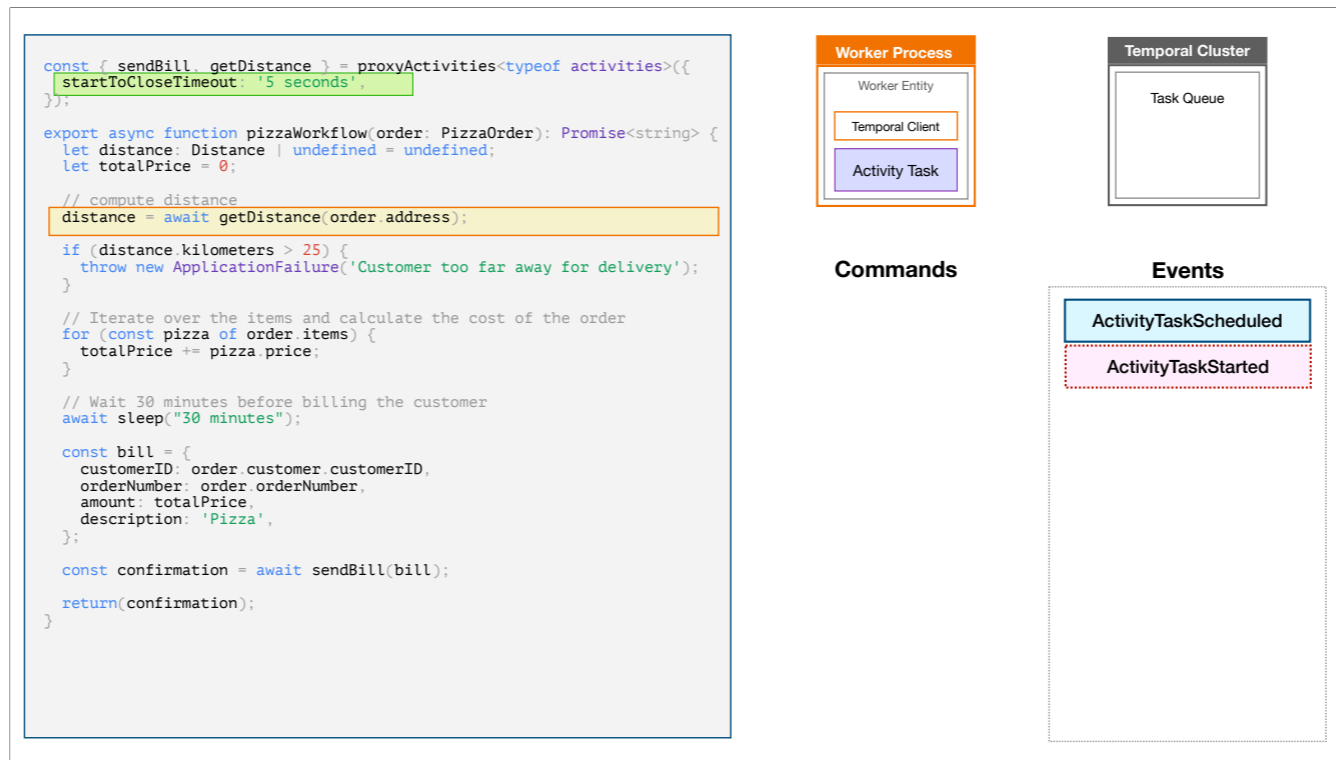 const { sendBill, getDistance } = proxyActivities<typeof activities>({
  startToCloseTimeout: '5 seconds',
});
export async function pizzaWorkflow(order: PizzaOrder): Promise<string> {
  let distance: Distance | undefined = undefined;
  let totalPrice = 0;
  // compute distance
  distance = await getDistance(order.address);
  if (distance.kilometers > 25) {
    throw new ApplicationFailure('Customer too far away for delivery');
  }
  // Iterate over the items and calculate the cost of the order
  for (const pizza of order.items) {
    totalPrice += pizza.price;
  }
  // Wait 30 minutes before billing the customer
  await sleep("30 minutes");
  const bill = {
    customerID: order.customer.customerID,
    orderNumber: order.orderNumber,
    amount: totalPrice,
    description: 'Pizza',
  };
  const confirmation = await sendBill(bill);
  return(confirmation);
}
Worker Process
Worker Entity
Temporal Client
Activity Task
Temporal Cluster
Task Queue
Commands
Events
ActivityTaskScheduled
ActivityTaskStarted